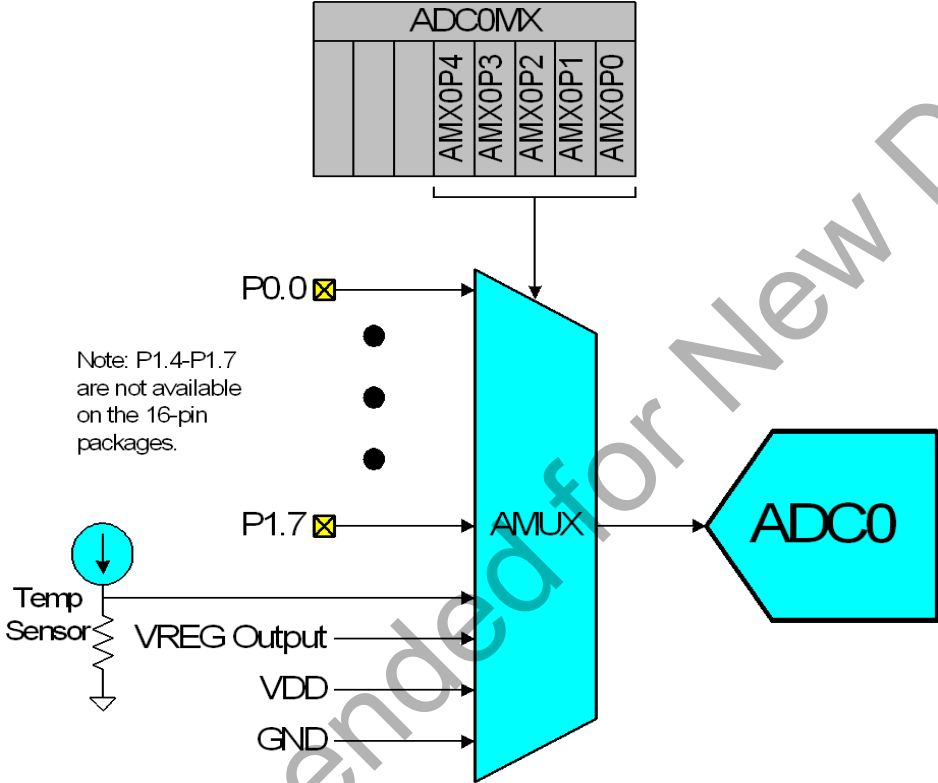 ADC0MX
AMX0P4
AMX0P3
AMX0P2
AMX0P1
AMX0P0
P0.0
Note: P1.4-P1.7
are not available
on the 16-pin
packages.
P1.7
AMUX
ADC0
Temp
Sensor
VREG Output
VDD
GND
ended for New D